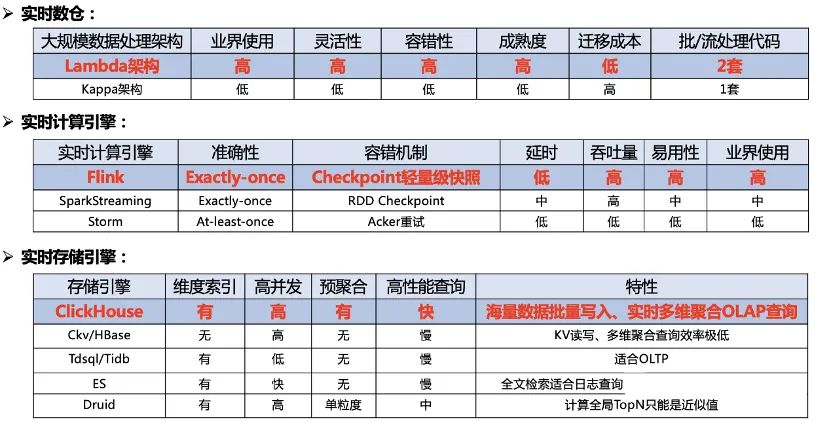 ➢ 实时数仓：
大规模数据处理架构 业界使用 灵活性 容错性 成熟度 迁移成本 批/流处理代码
Lambda架构 高 高 高 高 低 2套
Kappa架构 低 低 低 低 高 1套
➢ 实时计算引擎：
实时计算引擎 准确性 容错机制 延时 吞吐量 易用性 业界使用
Flink Exactly-once Checkpoint轻量级快照 低 高 高 高
SparkStreaming Exactly-once RDD Checkpoint 中 高 中 中
Storm At-least-once Acker重试 低 低 低 低
➢ 实时存储引擎：
存储引擎 维度索引 高并发 预聚合 高性能查询 特性
ClickHouse 有 高 有 快 海量数据批量写入、实时多维聚合OLAP查询
Ckv/HBase 无 高 无 慢 KV读写、多维聚合查询效率极低
Tdsql/Tidb 有 低 无 慢 适合OLTP
ES 有 快 无 慢 全文检索适合日志查询
Druid 有 高 单粒度 中 计算全局TopN只能是近似值